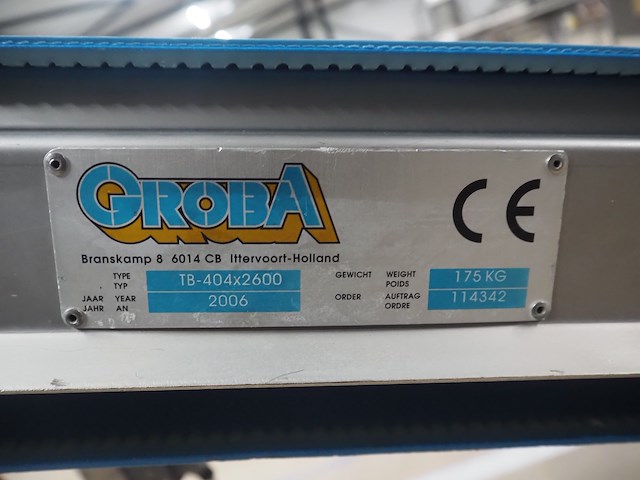 GROBA
CE
Branskamp 8 6014 CB Ittervoort-Holland
TYPE TB-404x2600 GEWICHT WEIGHT 175 KG
TYP POIDS
JAAR YEAR 2006 ORDER AUFTRAG 114342
JAHR AN ORDRE